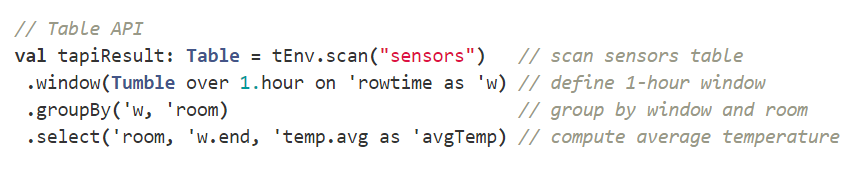 // Table API
val tapiResult: Table = tEnv.scan("sensors")   // scan sensors table
 .window(Tumble over 1.hour on 'rowtime as 'w) // define 1-hour window
 .groupBy('w, 'room)                           // group by window and room
 .select('room, 'w.end, 'temp.avg as 'avgTemp) // compute average temperature